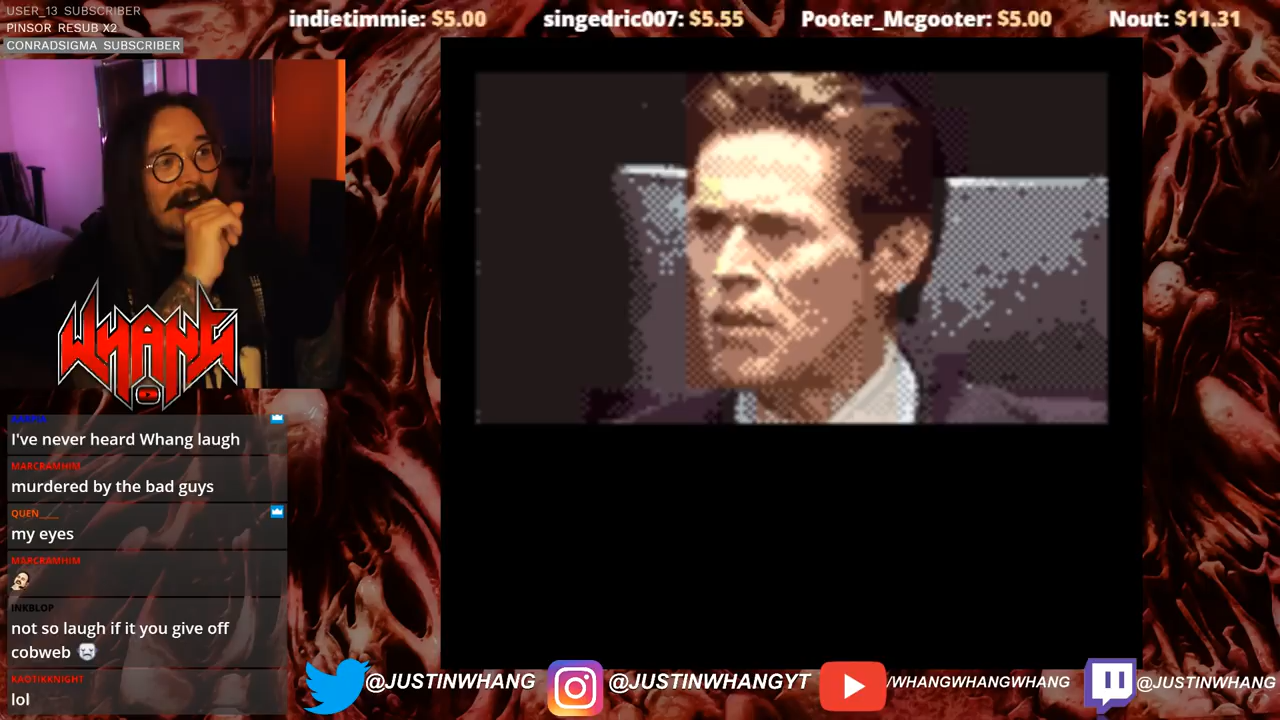 USER_13 SUBSCRIBER
PINSOR RESUB X2
CONRADSIGMA SUBSCRIBER
indietimmie: $5.00 singedric007: $5.55 Pooter_Mcgooter: $5.00 Nout: $11.31
WHANG
I've never heard Whang laugh
MARCRAMHIM
murdered by the bad guys
QUEN____
my eyes
MARCRAMHIM
INKBLOP
not so laugh if it you give off
cobweb
KAOTIKKNIGHT
lol
@JUSTINWHANG @JUSTINWHANGYT /WHANGWHANGWHANG @JUSTINWHANG